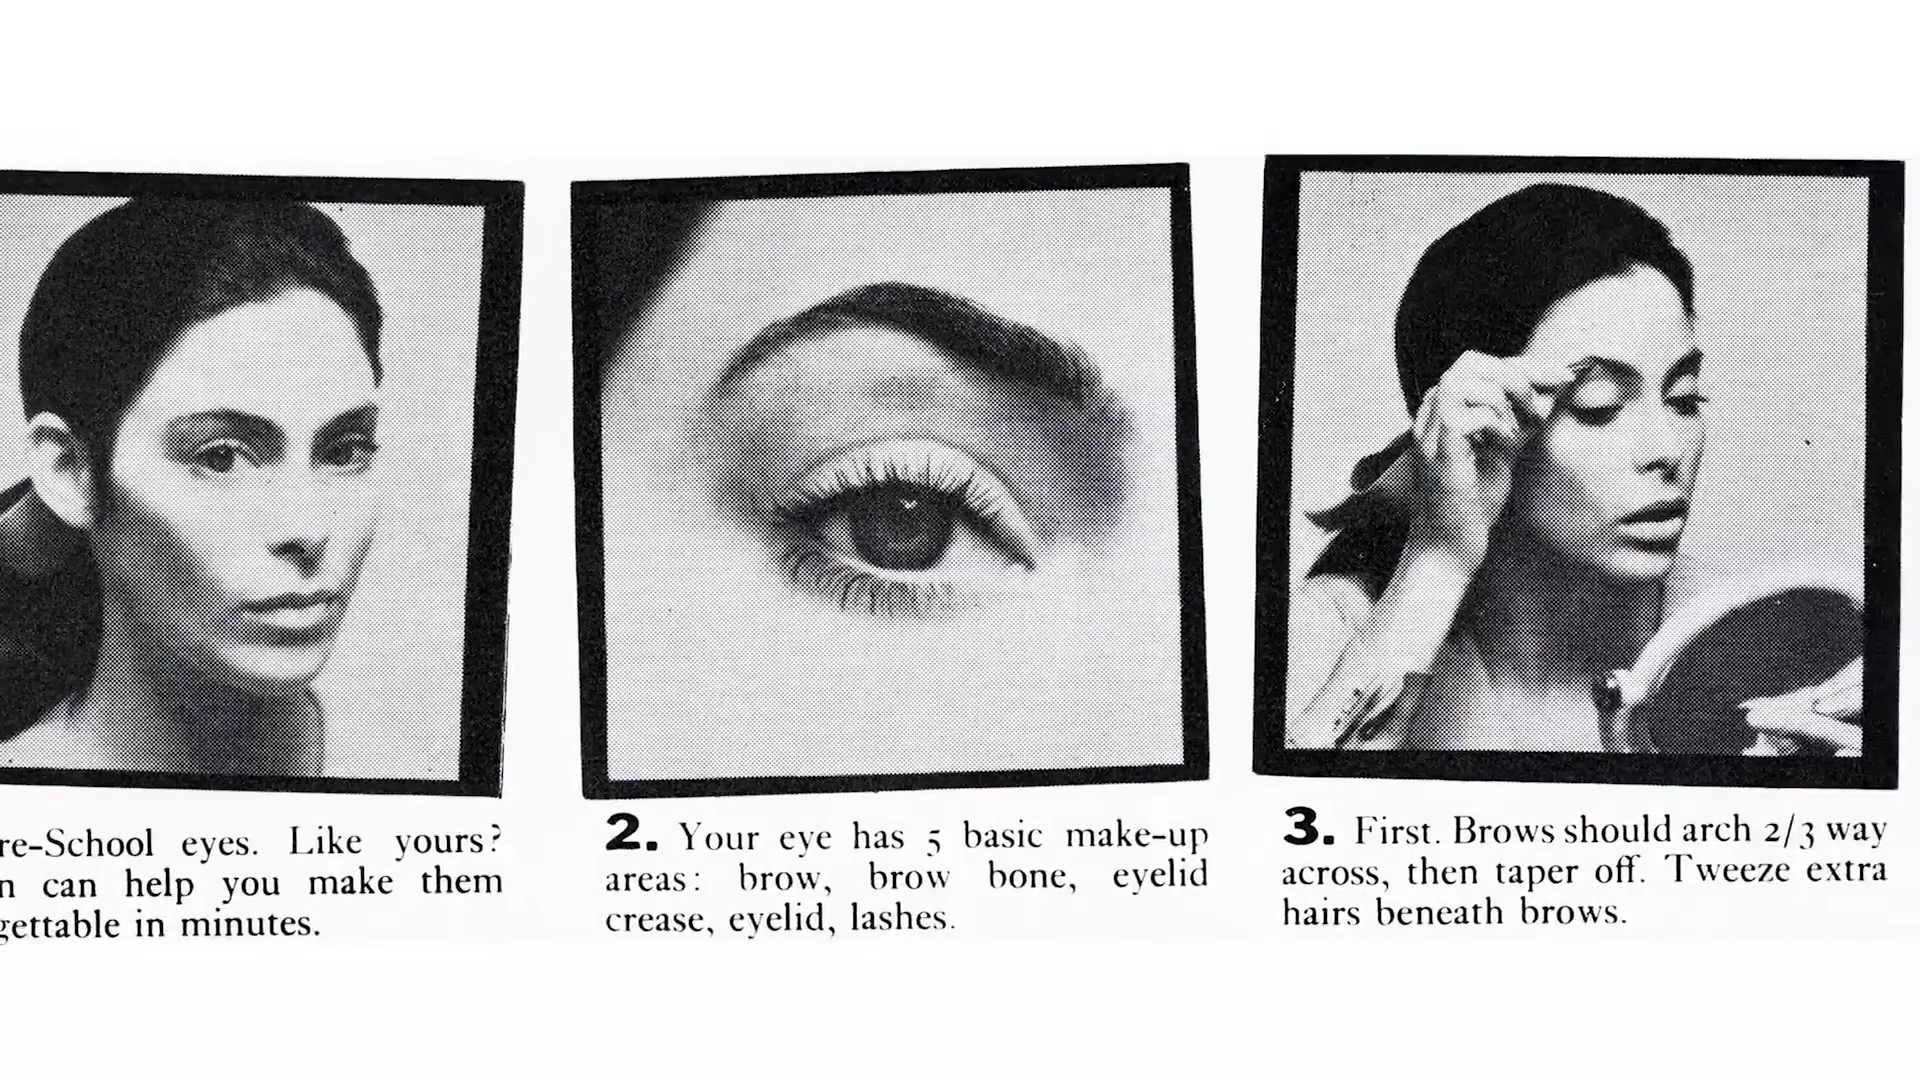 re-School eyes. Like yours?
n can help you make them
gettable in minutes.
2. Your eye has 5 basic make-up
areas: brow, brow bone, eyelid
crease, eyelid, lashes.
3. First. Brows should arch 2/3 way
across, then taper off. Tweeze extra
hairs beneath brows.